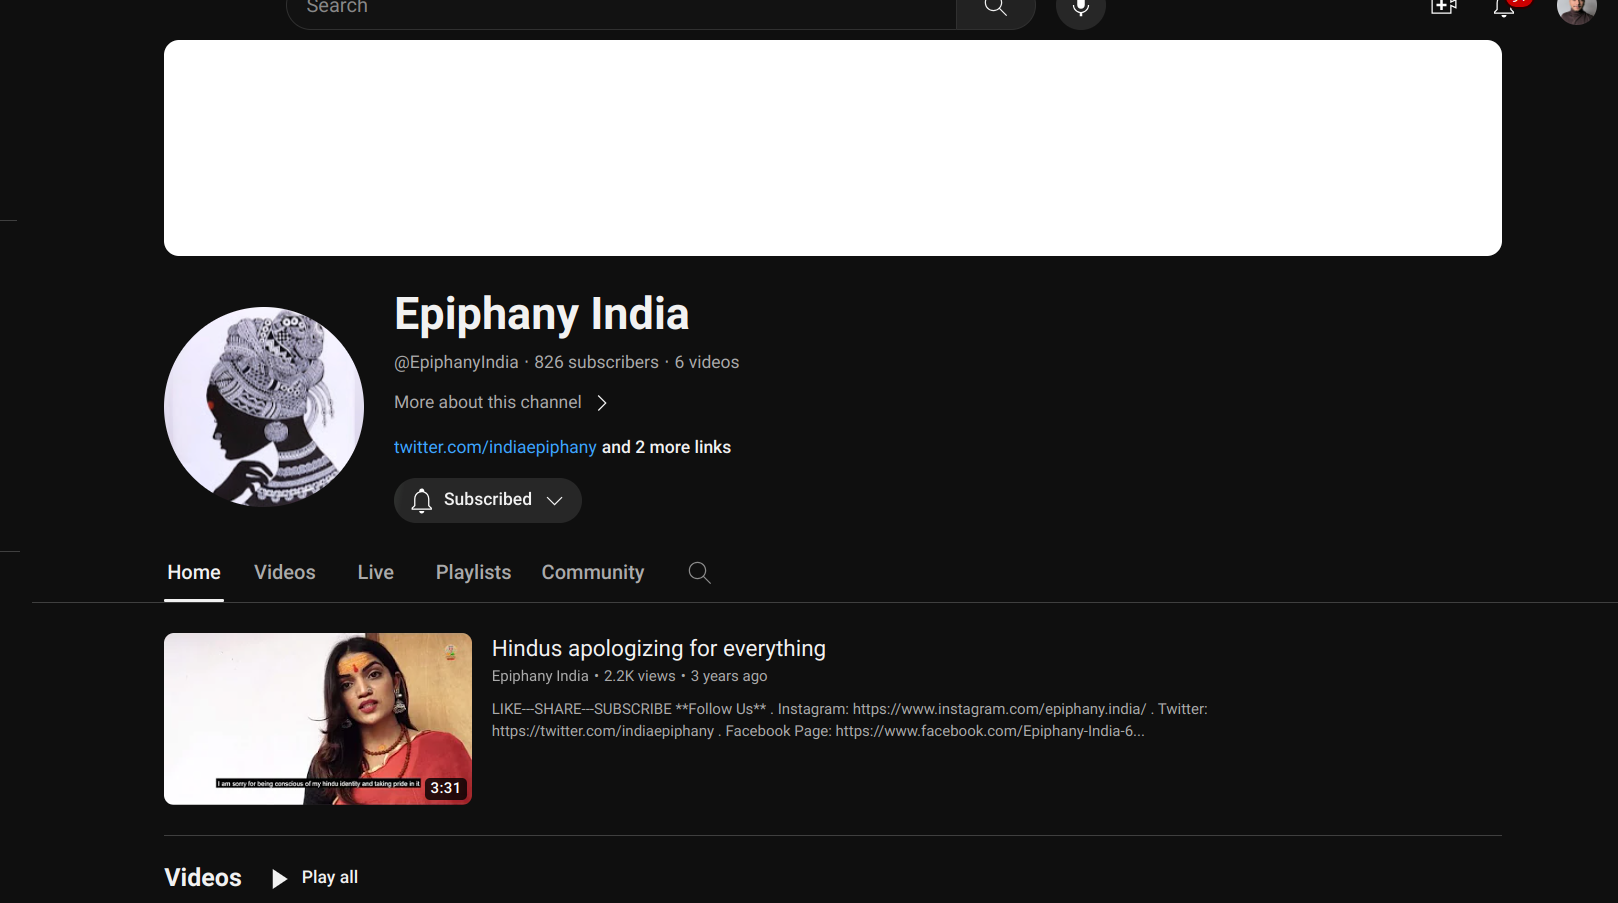 Search
Epiphany India
@EpiphanyIndia · 826 subscribers · 6 videos
More about this channel
twitter.com/indiaepiphany and 2 more links
Subscribed
Home Videos Live Playlists Community
Hindus apologizing for everything
Epiphany India • 2.2K views • 3 years ago
LIKE---SHARE---SUBSCRIBE **Follow Us** . Instagram: https://www.instagram.com/epiphany.india/ . Twitter:
https://twitter.com/indiaepiphany . Facebook Page: https://www.facebook.com/Epiphany-India-6...
I am sorry for being conscious of my hindu identity and taking pride in it
3:31
Videos Play all